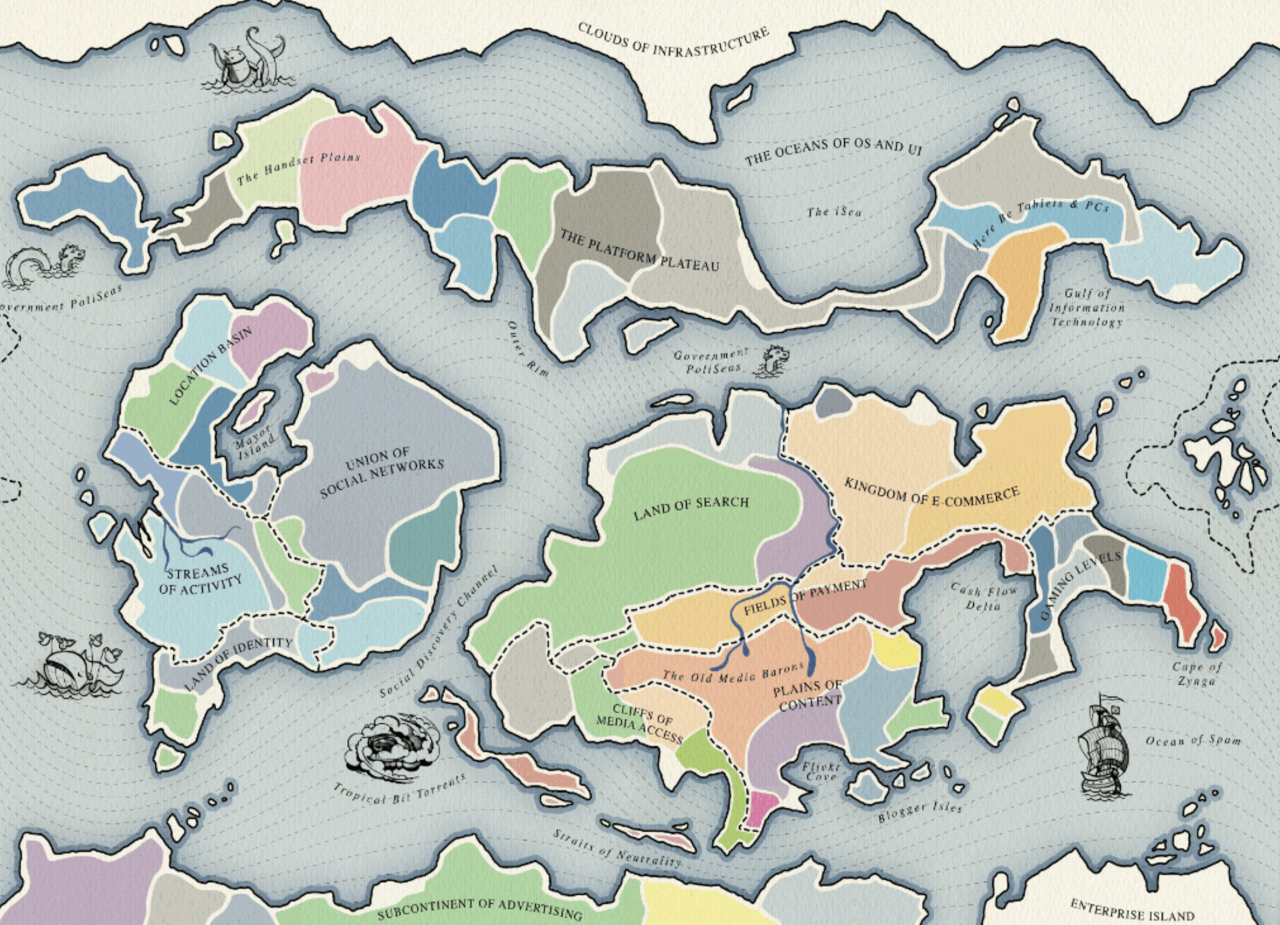 CLOUDS OF INFRASTRUCTURE
THE OCEANS OF OS AND UI
The Handset Plains
The iSea
Here Be Tablets & PCs
THE PLATFORM PLATEAU
overnment PoliSeas
Gulf of
Information
Technology
Outer Rim
Government
PoliSeas
LOCATION BASIN
Mayor
Island
UNION OF
SOCIAL NETWORKS
LAND OF SEARCH
KINGDOM OF E-COMMERCE
STREAMS
OF ACTIVITY
GAMING LEVELS
FIELDS OF PAYMENT
Cash Flow
Delta
LAND OF IDENTITY
Social Discovery Channel
The Old Media Barons
PLAINS OF
CONTENT
Cape of
Zynga
CLIFFS OF
MEDIA ACCESS
Ocean of Spam
Flickr
Cove
Tropical Bit Torrents
Blogger Isles
Straits of Neutrality
SUBCONTINENT OF ADVERTISING
ENTERPRISE ISLAND